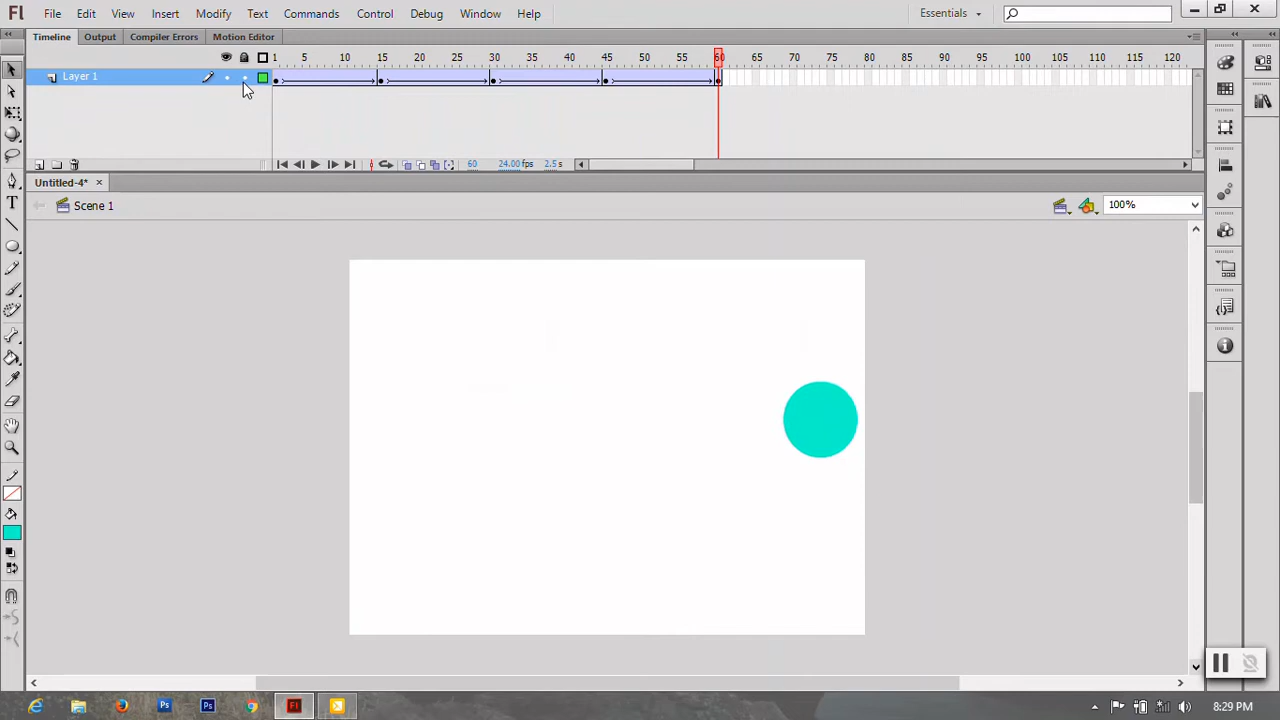 Fl File Edit View Insert Modify Text Commands Control Debug Window Help Essentials
Timeline Output Compiler Errors Motion Editor
1 5 10 15 20 25 30 35 40 45 50 55 60 65 70 75 80 85 90 95 100 105 110 115 120
Layer 1
60 24.00 fps 2.5 s
Untitled-4*
Scene 1 100%
T
Ps Ps Fl 8:29 PM